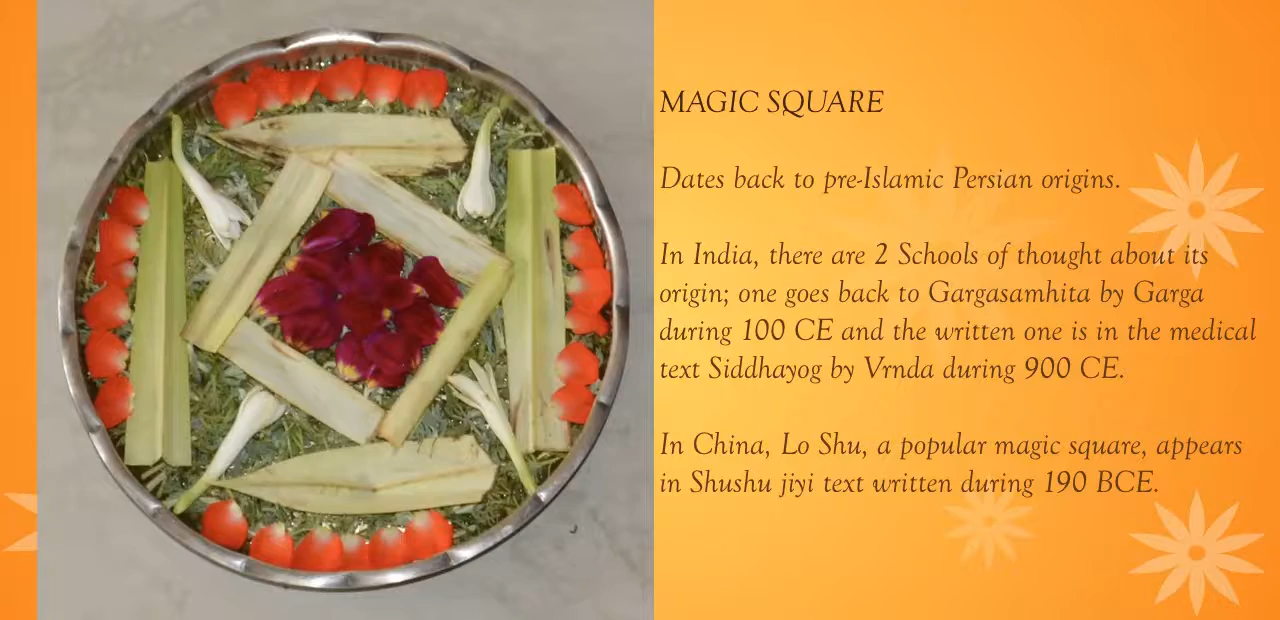 MAGIC SQUARE
Dates back to pre-Islamic Persian origins.
In India, there are 2 Schools of thought about its
origin; one goes back to Gargasamhita by Garga
during 100 CE and the written one is in the medical
text Siddhayog by Vrnda during 900 CE.
In China, Lo Shu, a popular magic square, appears
in Shushu jiyi text written during 190 BCE.